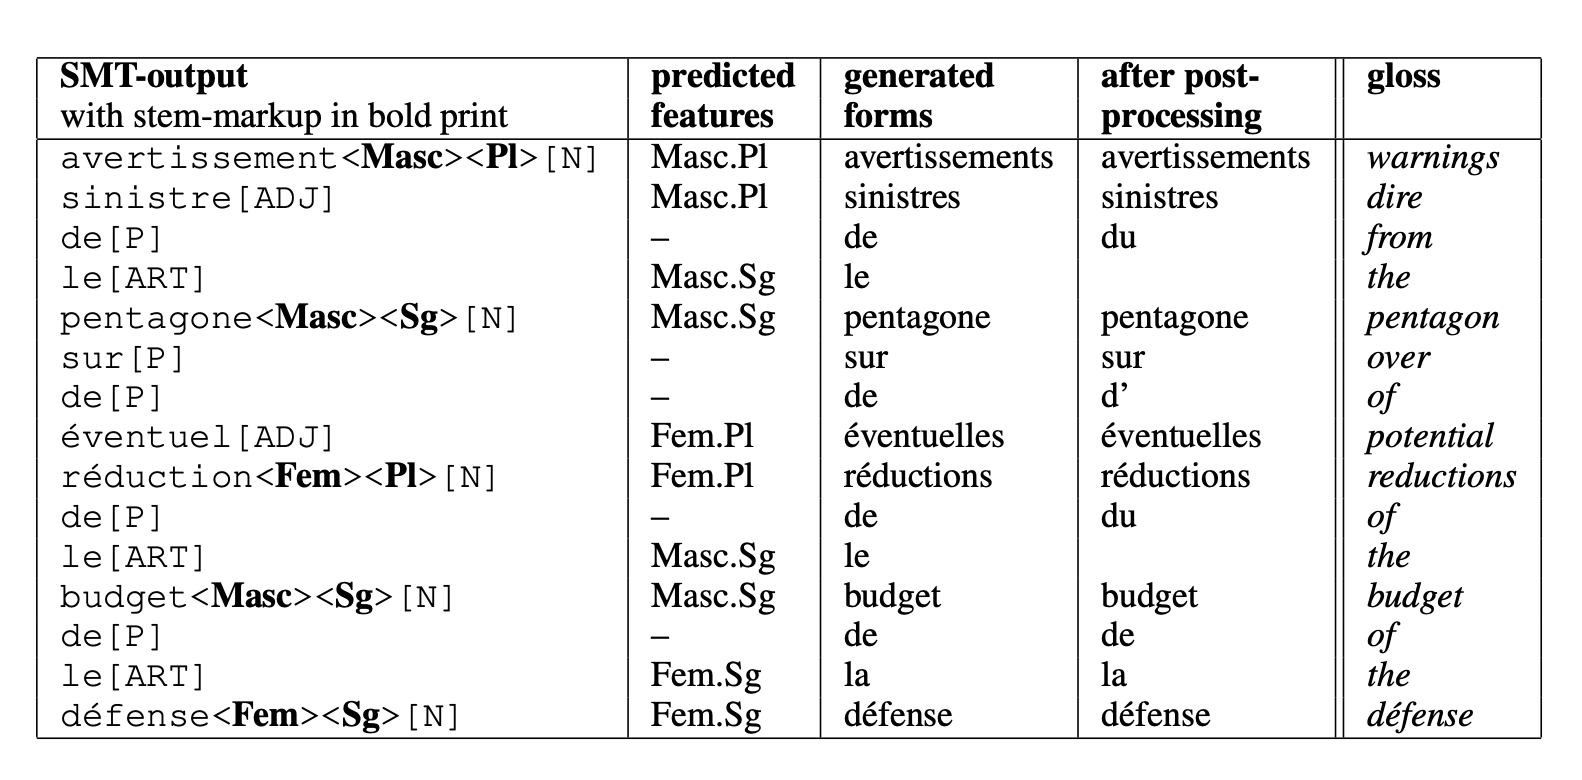 SMT-output predicted generated after post- gloss
with stem-markup in bold print features forms processing
avertissement<Masc><Pl>[N] Masc.Pl avertissements avertissements warnings
sinistre[ADJ] Masc.Pl sinistres sinistres dire
de[P] – de du from
le[ART] Masc.Sg le the
pentagone<Masc><Sg>[N] Masc.Sg pentagone pentagone pentagon
sur[P] – sur sur over
de[P] – de d’ of
éventuel[ADJ] Fem.Pl éventuelles éventuelles potential
réduction<Fem><Pl>[N] Fem.Pl réductions réductions reductions
de[P] – de du of
le[ART] Masc.Sg le the
budget<Masc><Sg>[N] Masc.Sg budget budget budget
de[P] – de de of
le[ART] Fem.Sg la la the
défense<Fem><Sg>[N] Fem.Sg défense défense défense